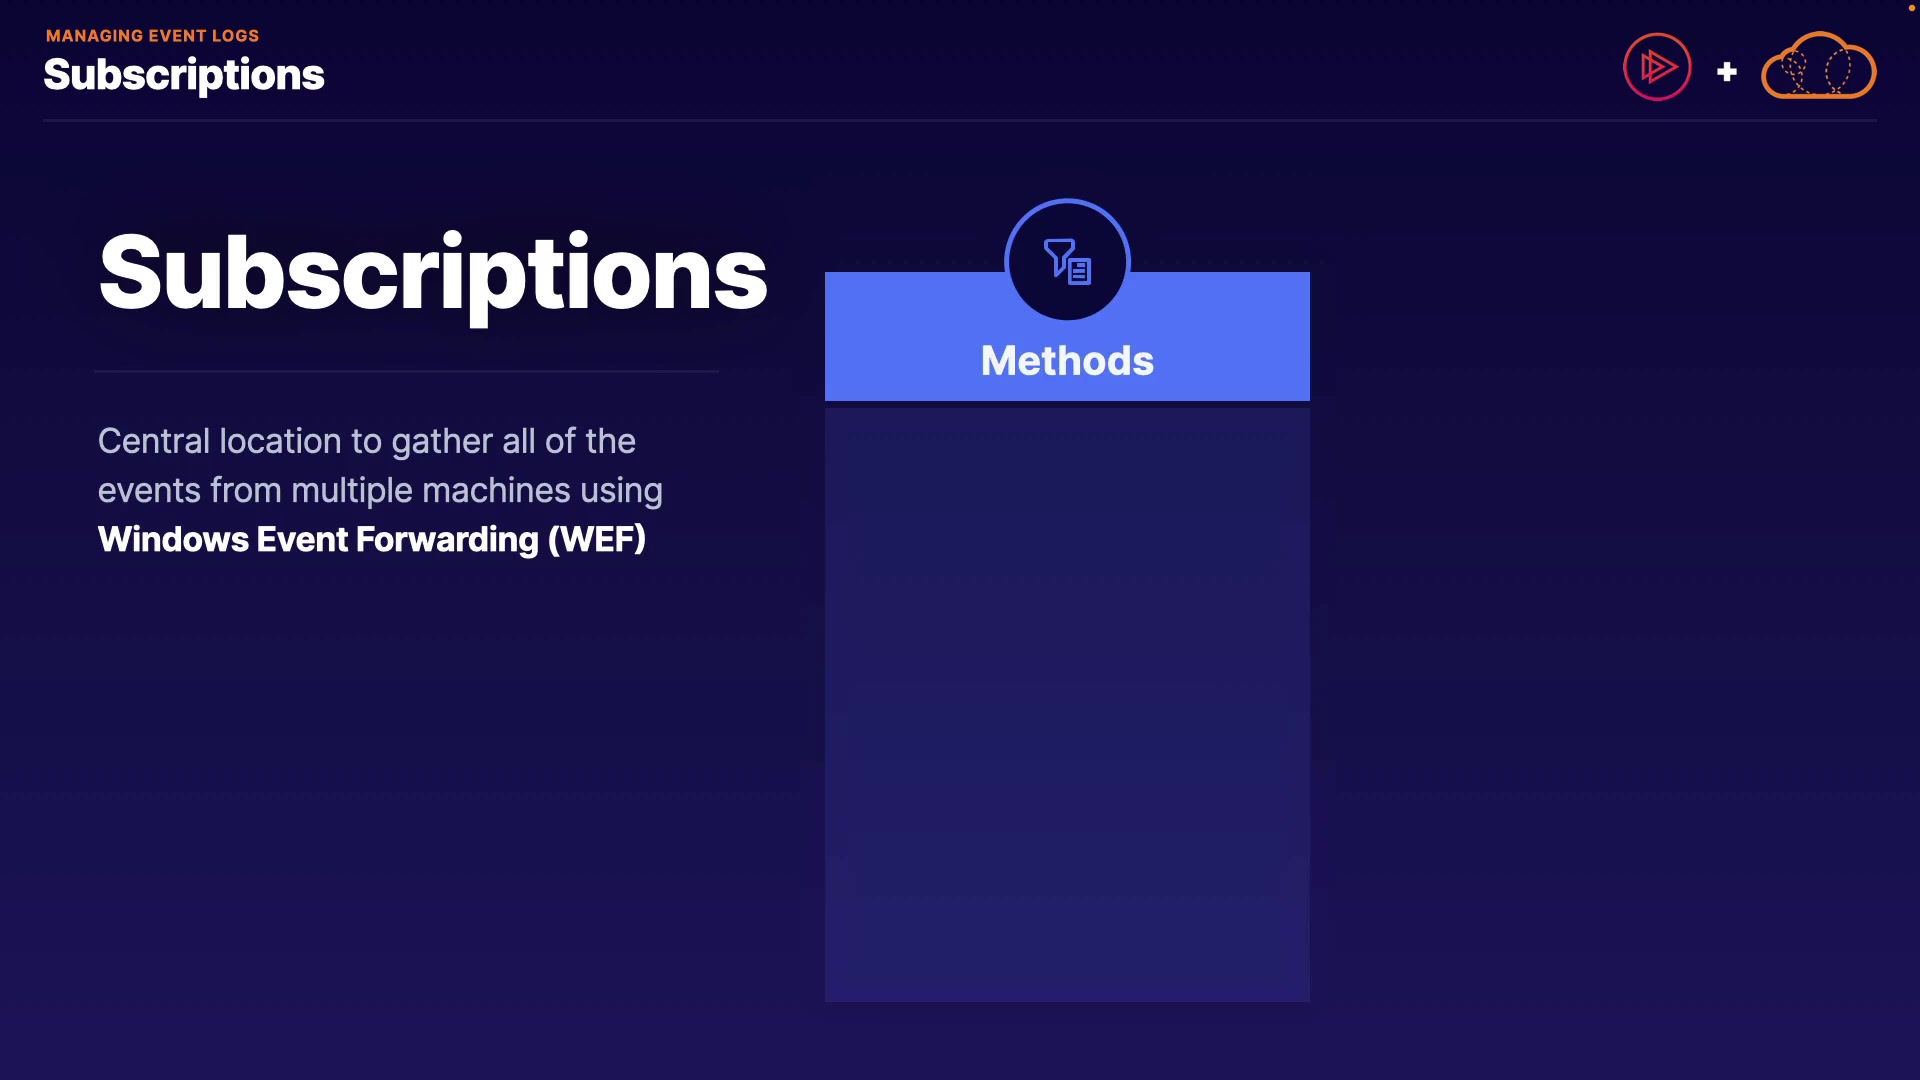 MANAGING EVENT LOGS
Subscriptions
Subscriptions
Central location to gather all of the
events from multiple machines using
Windows Event Forwarding (WEF)
Methods